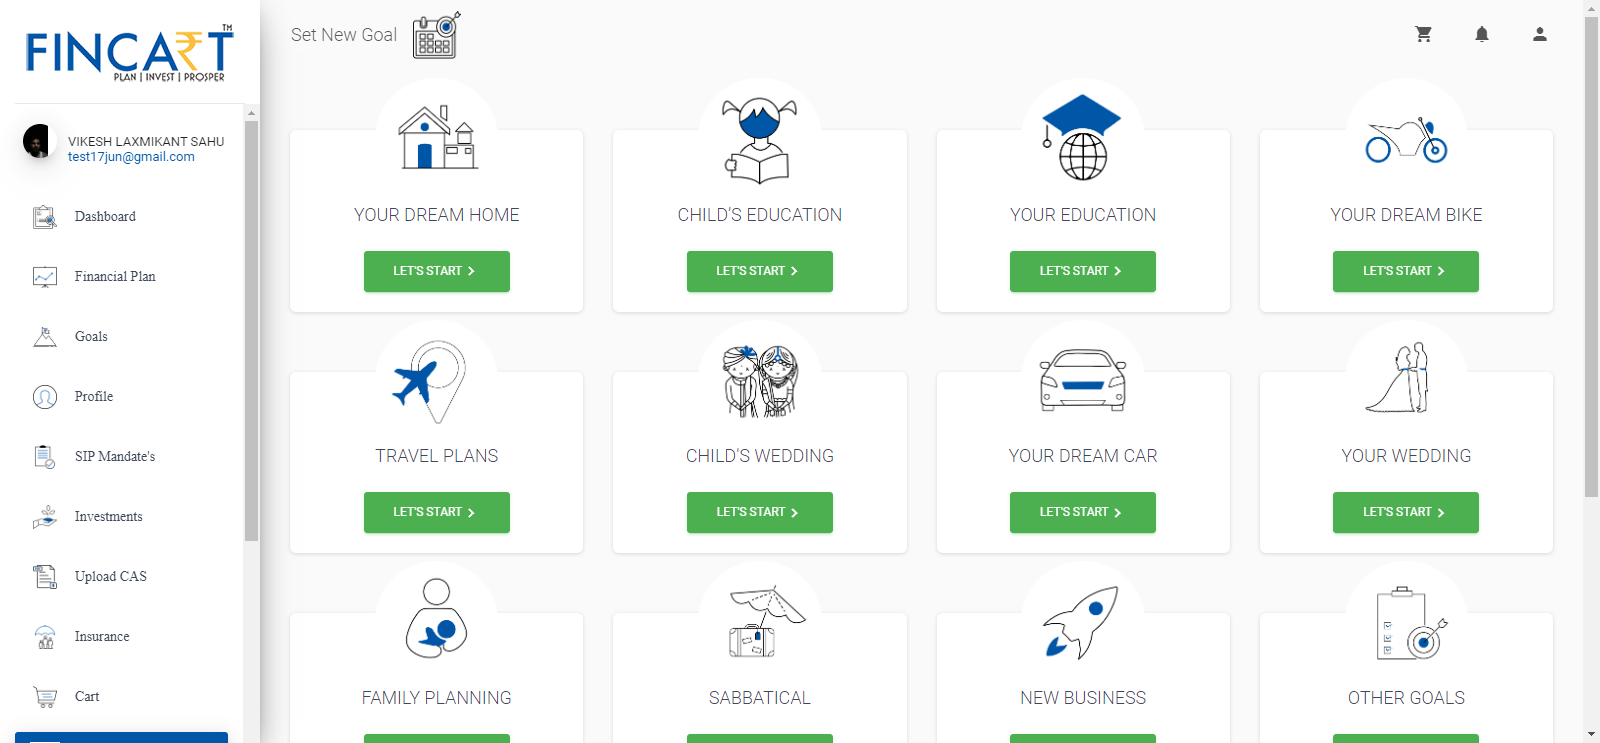 FINCART™
PLAN | INVEST | PROSPER
VIKESH LAXMIKANT SAHU
test17jun@gmail.com
Dashboard
Financial Plan
Goals
Profile
SIP Mandate's
Investments
Upload CAS
Insurance
Cart
Set New Goal
YOUR DREAM HOME
LET'S START
CHILD'S EDUCATION
LET'S START
YOUR EDUCATION
LET'S START
YOUR DREAM BIKE
LET'S START
TRAVEL PLANS
LET'S START
CHILD'S WEDDING
LET'S START
YOUR DREAM CAR
LET'S START
YOUR WEDDING
LET'S START
FAMILY PLANNING
SABBATICAL
NEW BUSINESS
OTHER GOALS